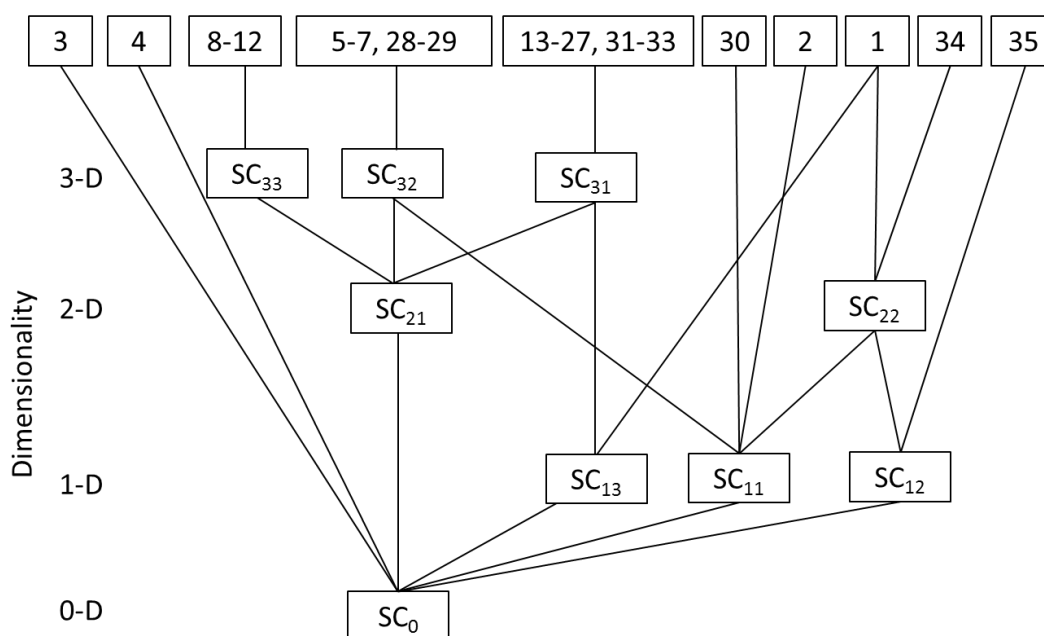 3
4
8-12
5-7, 28-29
13-27, 31-33
30
2
1
34
35
3-D
SC₃₃
SC₃₂
SC₃₁
Dimensionality
2-D
SC₂₁
SC₂₂
1-D
SC₁₃
SC₁₁
SC₁₂
0-D
SC₀